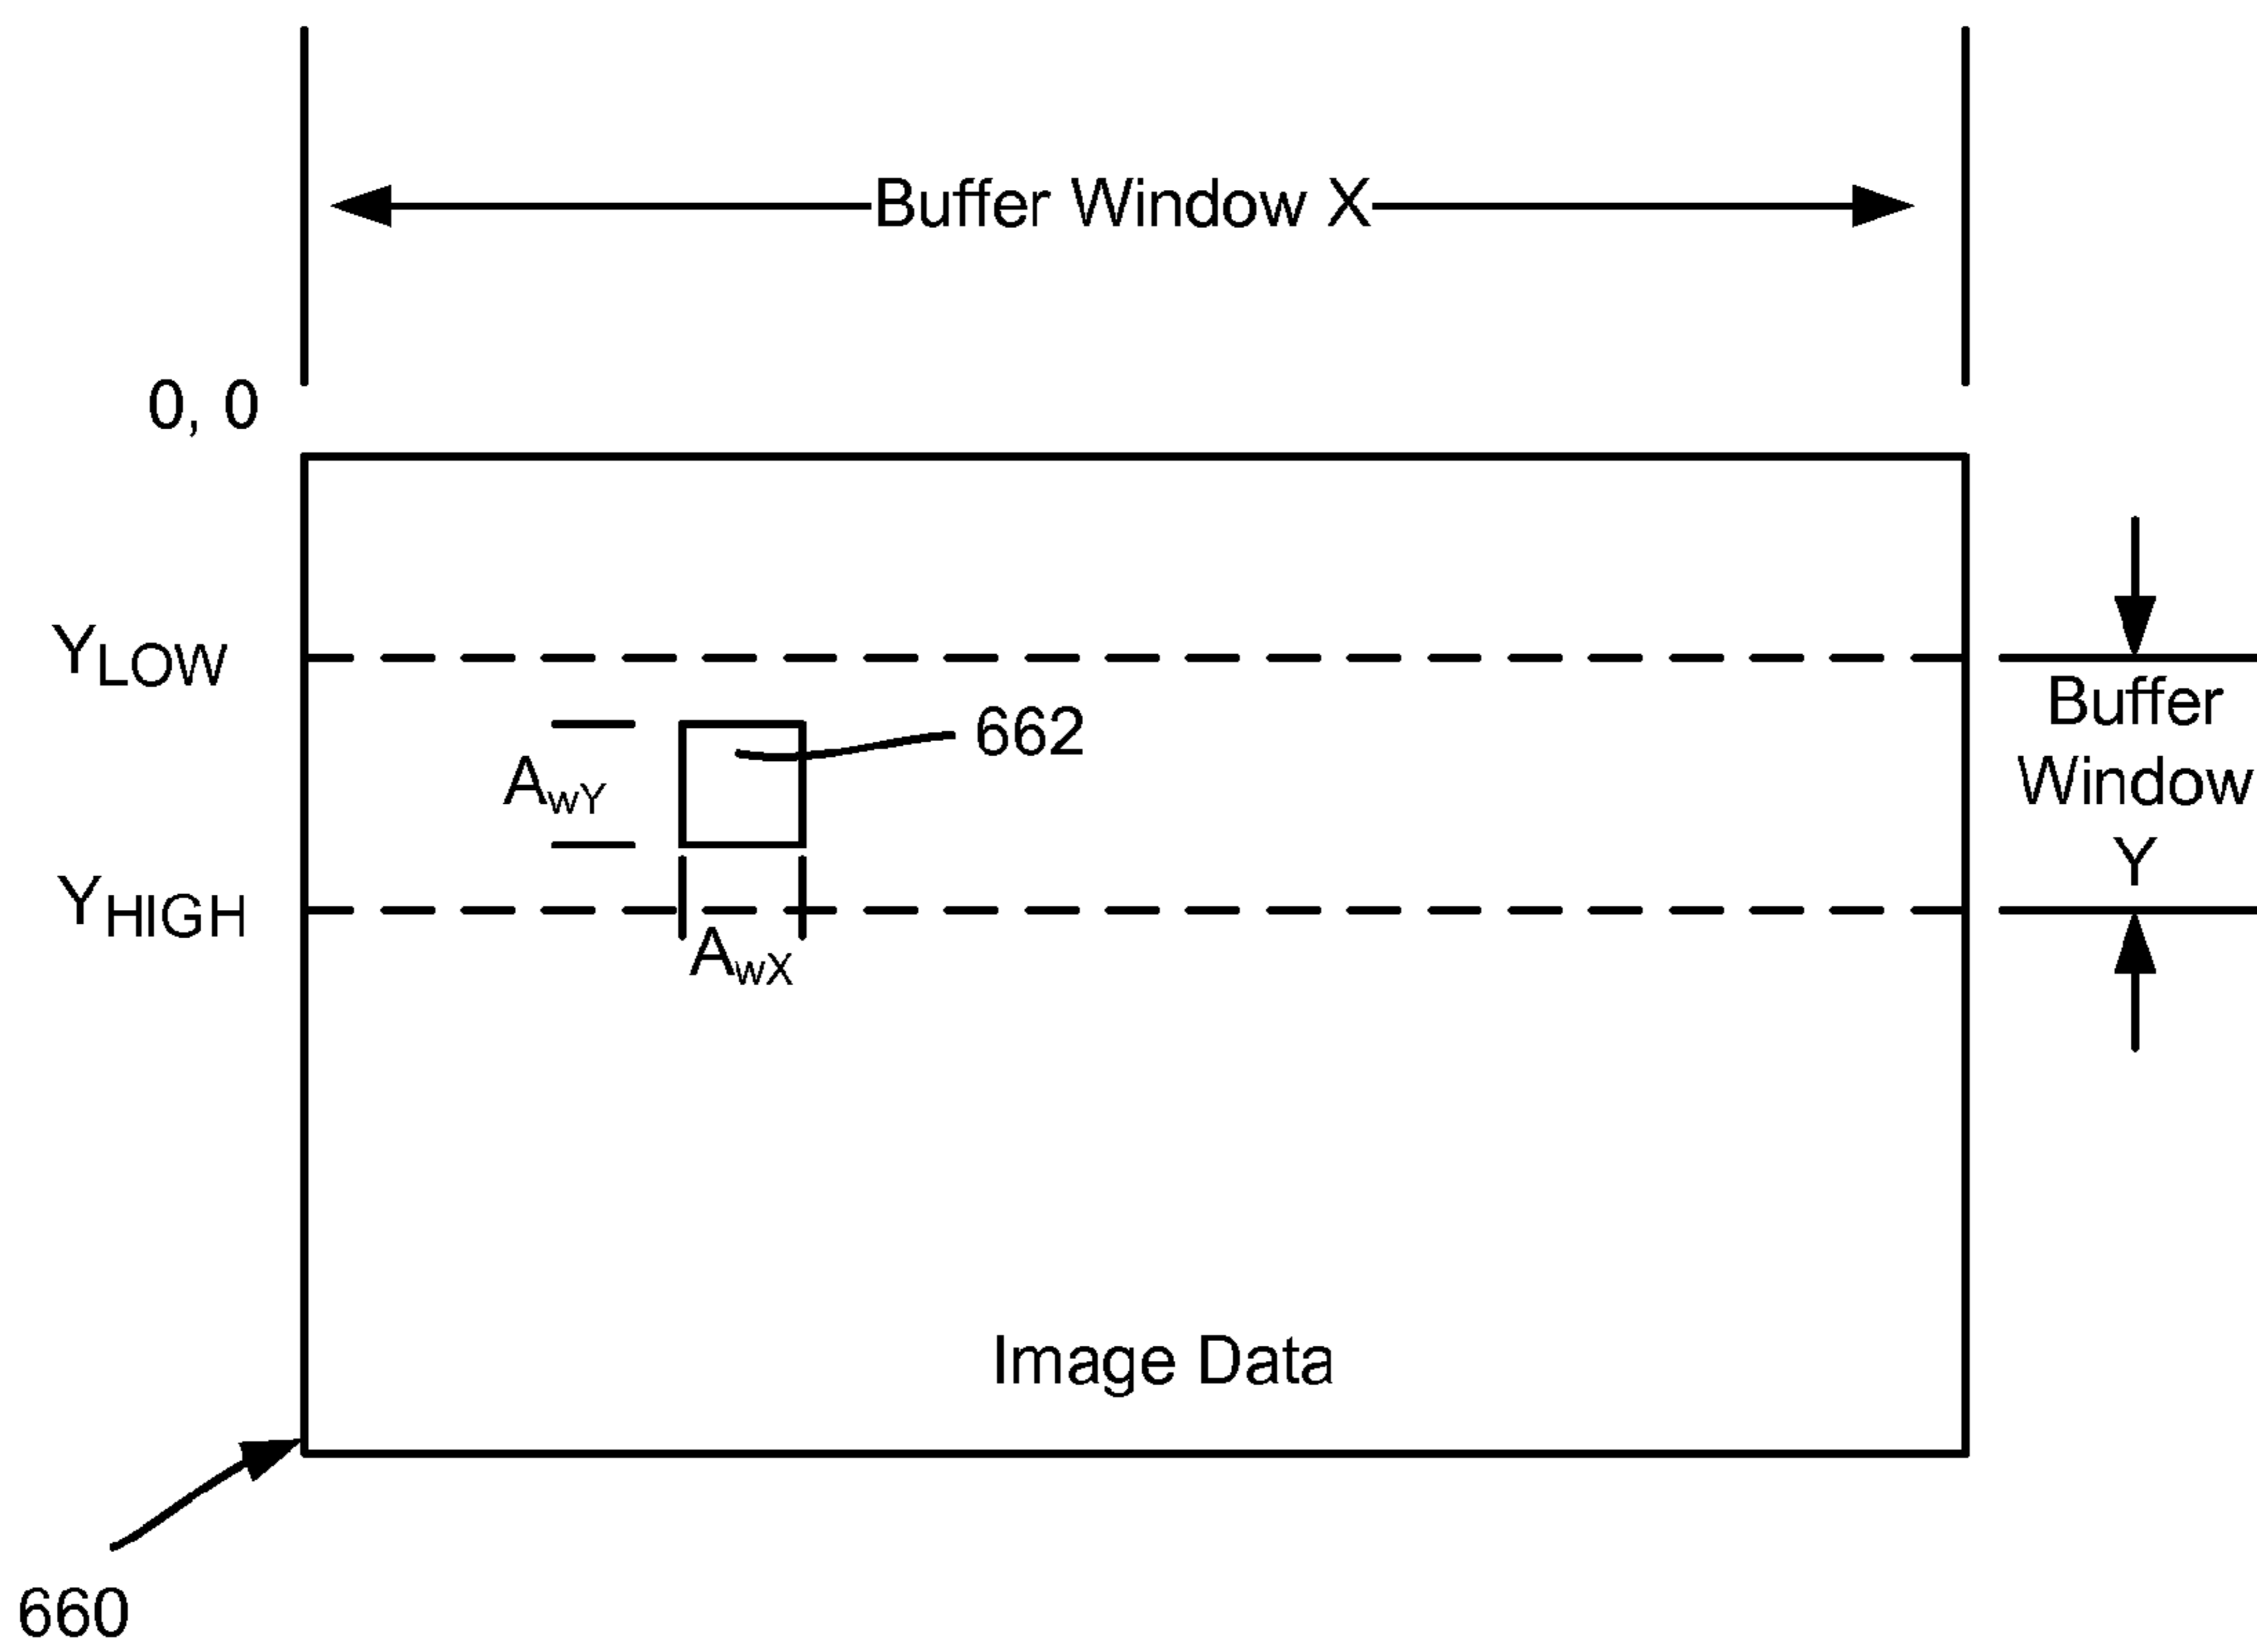 Buffer Window X
0, 0
YLOW
Buffer
Window
Y
662
AwY
YHIGH
AwX
Image Data
660